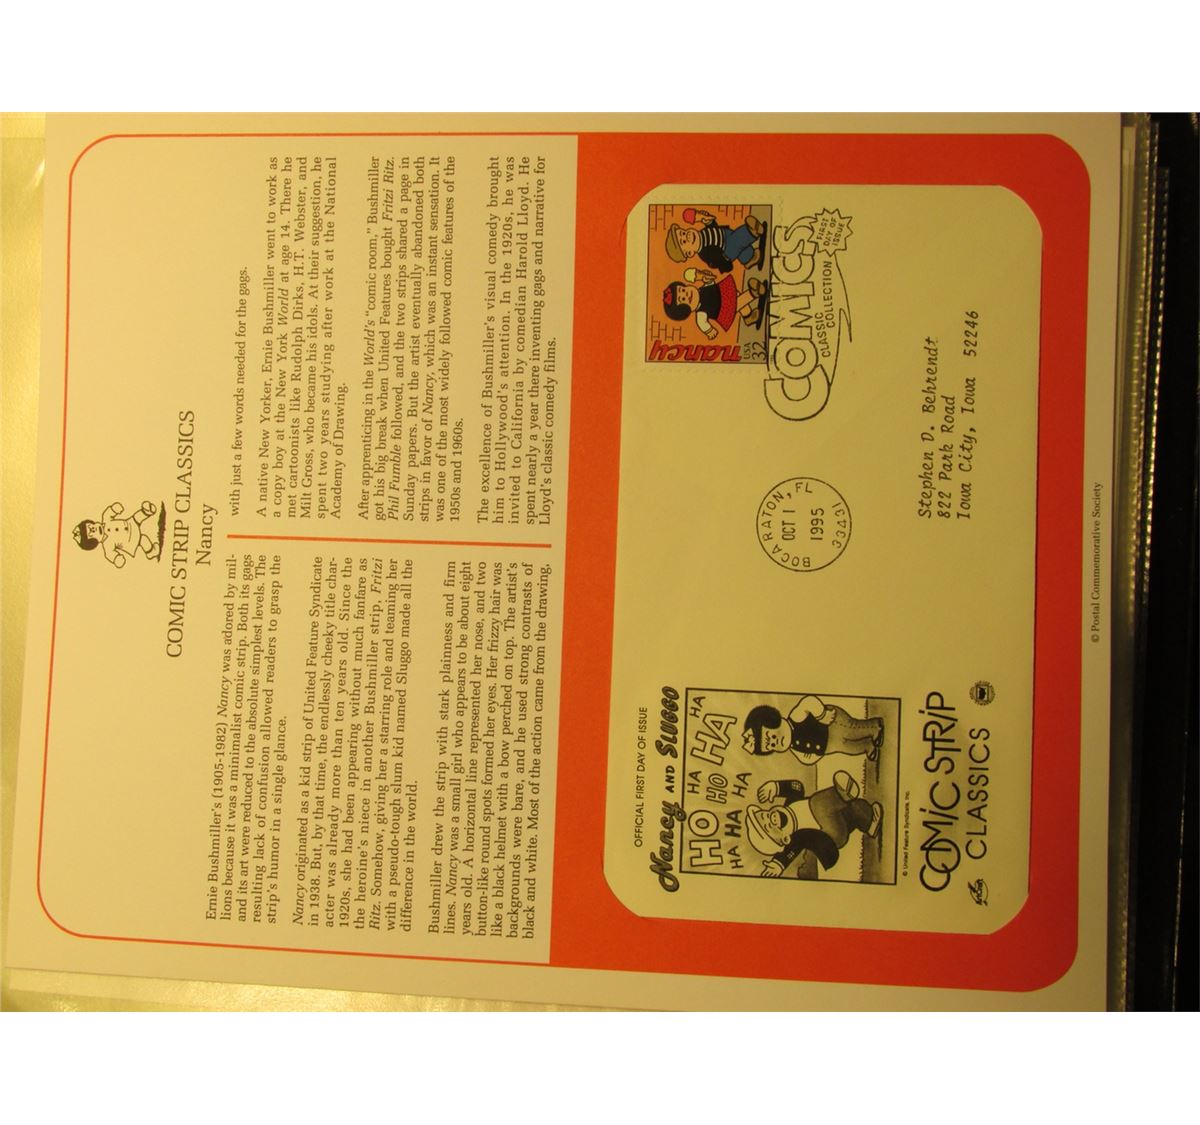 COMIC STRIP CLASSICS
Nancy
Ernie Bushmiller's (1905-1982) Nancy was adored by mil-
lions because it was a minimalist comic strip. Both its gags
and its art were reduced to the absolute simplest levels. The
resulting lack of confusion allowed readers to grasp the
strip's humor in a single glance.
Nancy originated as a kid strip of United Feature Syndicate
in 1938. But, by that time, the endlessly cheeky title char-
acter was already more than ten years old. Since the
1920s, she had been appearing without much fanfare as
the heroine's niece in another Bushmiller strip, Fritzi
Ritz. Somehow, giving her a starring role and teaming her
with a pseudo-tough slum kid named Sluggo made all the
difference in the world.
Bushmiller drew the strip with stark plainness and firm
lines. Nancy was a small girl who appears to be about eight
years old. A horizontal line represented her nose, and two
button-like round spots formed her eyes. Her frizzy hair was
like a black helmet with a bow perched on top. The artist's
backgrounds were bare, and he used strong contrasts of
black and white. Most of the action came from the drawing,
with just a few words needed for the gags.
A native New Yorker, Ernie Bushmiller went to work as
a copy boy at the New York World at age 14. There he
met cartoonists like Rudolph Dirks, H.T. Webster, and
Milt Gross, who became his idols. At their suggestion, he
spent two years studying after work at the National
Academy of Drawing.
After apprenticing in the World's "comic room," Bushmiller
got his big break when United Features bought Fritzi Ritz.
Phil Fumble followed, and the two strips shared a page in
Sunday papers. But the artist eventually abandoned both
strips in favor of Nancy, which was an instant sensation. It
was one of the most widely followed comic features of the
1950s and 1960s.
The excellence of Bushmiller's visual comedy brought
him to Hollywood's attention. In the 1920s, he was
invited to California by comedian Harold Lloyd. He
spent nearly a year there inventing gags and narrative for
Lloyd's classic comedy films.
OFFICIAL FIRST DAY OF ISSUE
Nancy AND SLUGGO
HO HA HA
HO HA
HA HA HA
© United Feature Syndicate, Inc.
COMIC STRIP
CLASSICS
BOCA RATON, FL
OCT 1
1995
33431
nancy
USA
32
COMICS
CLASSIC
COLLECTION
FIRST
DAY OF
ISSUE
Stephen D. Behrendt
822 Park Road
Iowa City, Iowa 52246
© Postal Commemorative Society